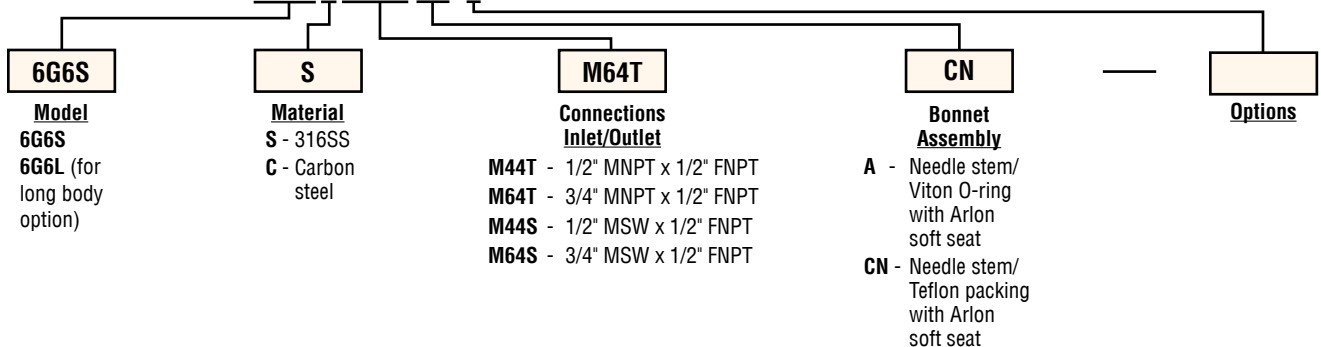 6G6S
S
M64T
CN
Model
6G6S
6G6L (for
long body
option)
Material
S - 316SS
C - Carbon
steel
Connections
Inlet/Outlet
M44T - 1/2" MNPT x 1/2" FNPT
M64T - 3/4" MNPT x 1/2" FNPT
M44S - 1/2" MSW x 1/2" FNPT
M64S - 3/4" MSW x 1/2" FNPT
Bonnet
Assembly
A - Needle stem/
Viton O-ring
with Arlon
soft seat
CN - Needle stem/
Teflon packing
with Arlon
soft seat
Options